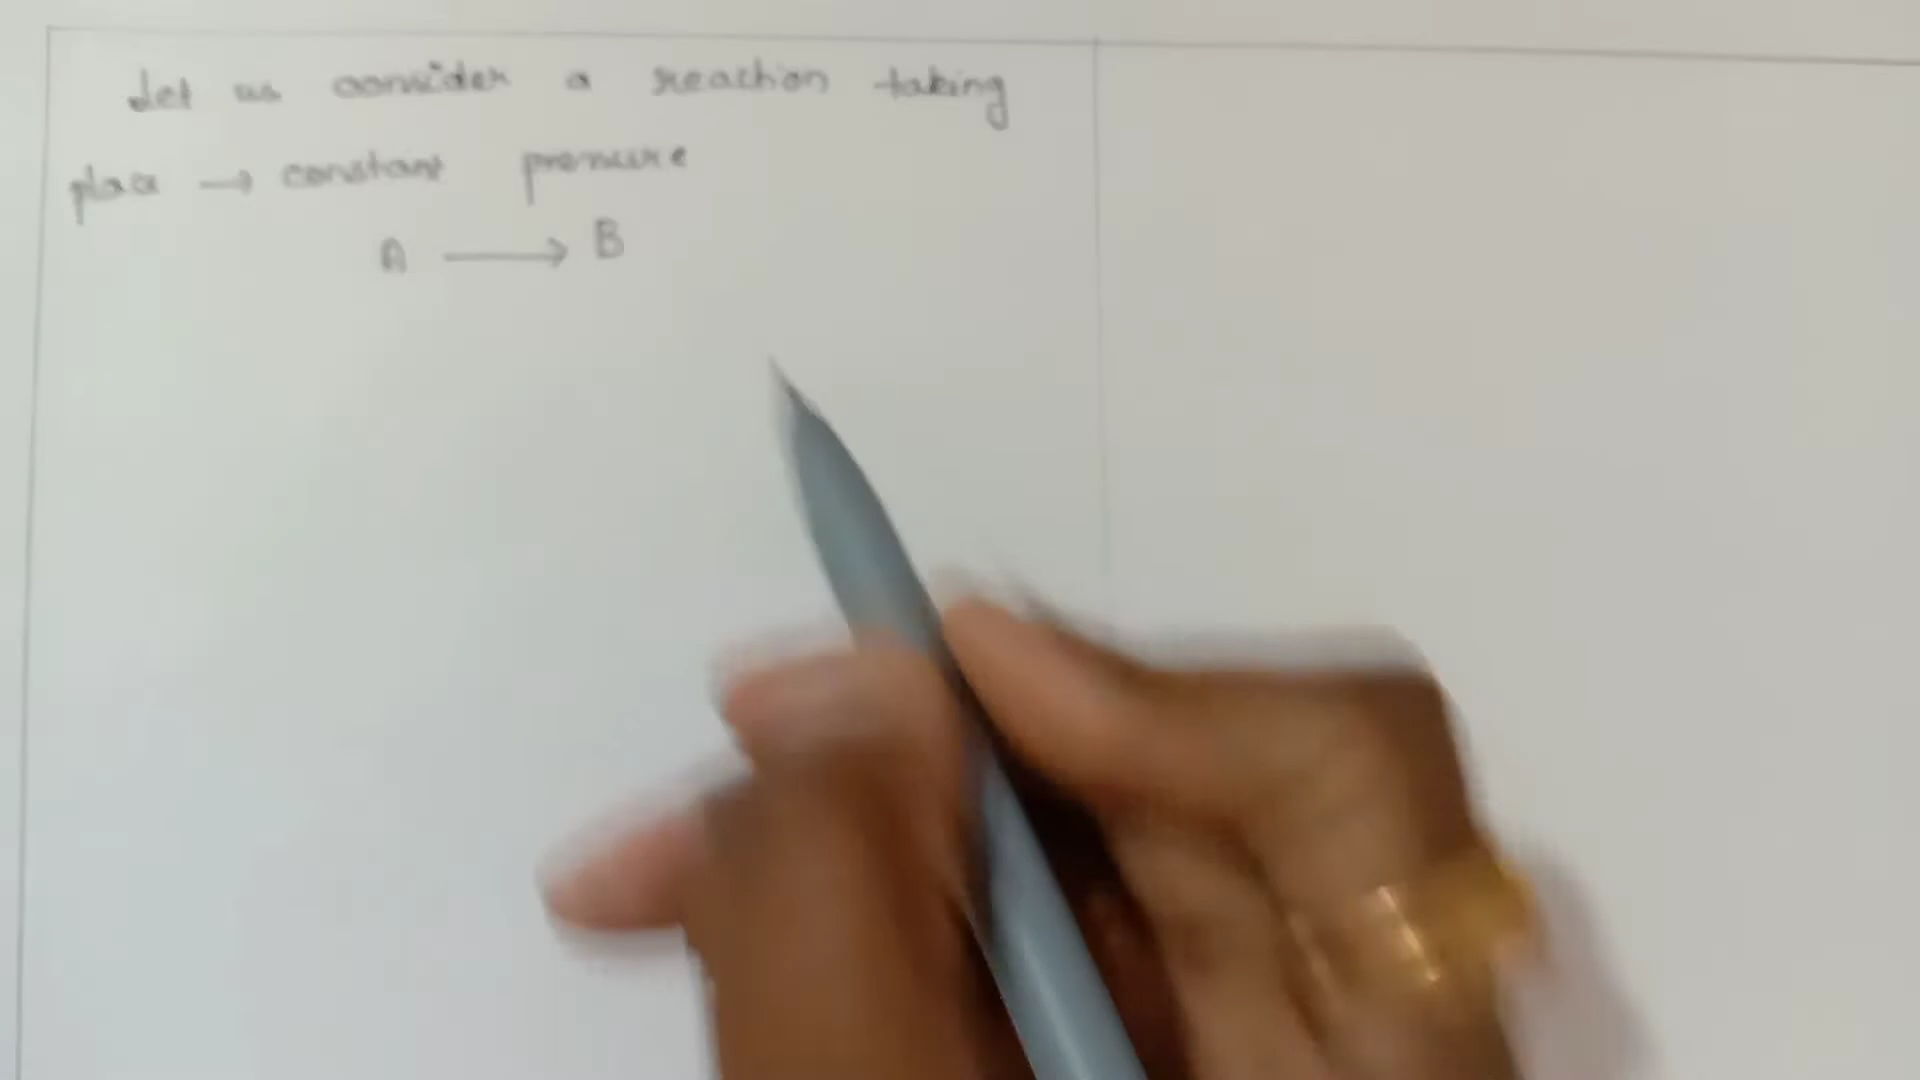 Let us consider a reaction taking
place → constant pressure
A ⟶ B